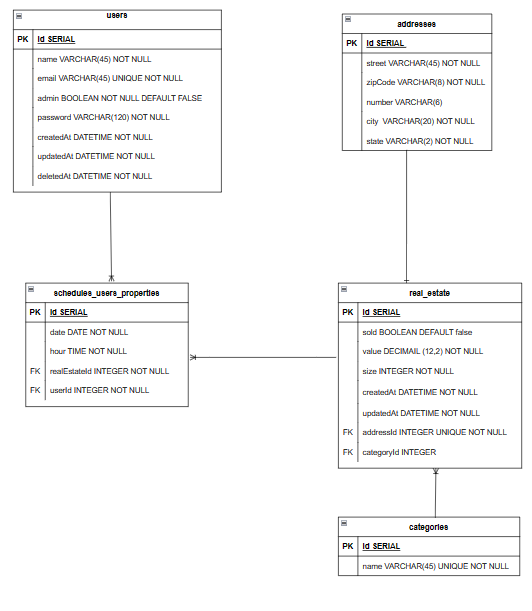 users
PK Id SERIAL
name VARCHAR(45) NOT NULL
email VARCHAR(45) UNIQUE NOT NULL
admin BOOLEAN NOT NULL DEFAULT FALSE
password VARCHAR(120) NOT NULL
createdAt DATETIME NOT NULL
updatedAt DATETIME NOT NULL
deletedAt DATETIME NOT NULL
addresses
PK Id SERIAL
street VARCHAR(45) NOT NULL
zipCode VARCHAR(8) NOT NULL
number VARCHAR(6)
city VARCHAR(20) NOT NULL
state VARCHAR(2) NOT NULL
schedules_users_properties
PK Id SERIAL
date DATE NOT NULL
hour TIME NOT NULL
FK realEstateId INTEGER NOT NULL
FK userId INTEGER NOT NULL
real_estate
PK Id SERIAL
sold BOOLEAN DEFAULT false
value DECIMAIL (12,2) NOT NULL
size INTEGER NOT NULL
createdAt DATETIME NOT NULL
updatedAt DATETIME NOT NULL
FK addressId INTEGER UNIQUE NOT NULL
FK categoryId INTEGER
categories
PK Id SERIAL
name VARCHAR(45) UNIQUE NOT NULL